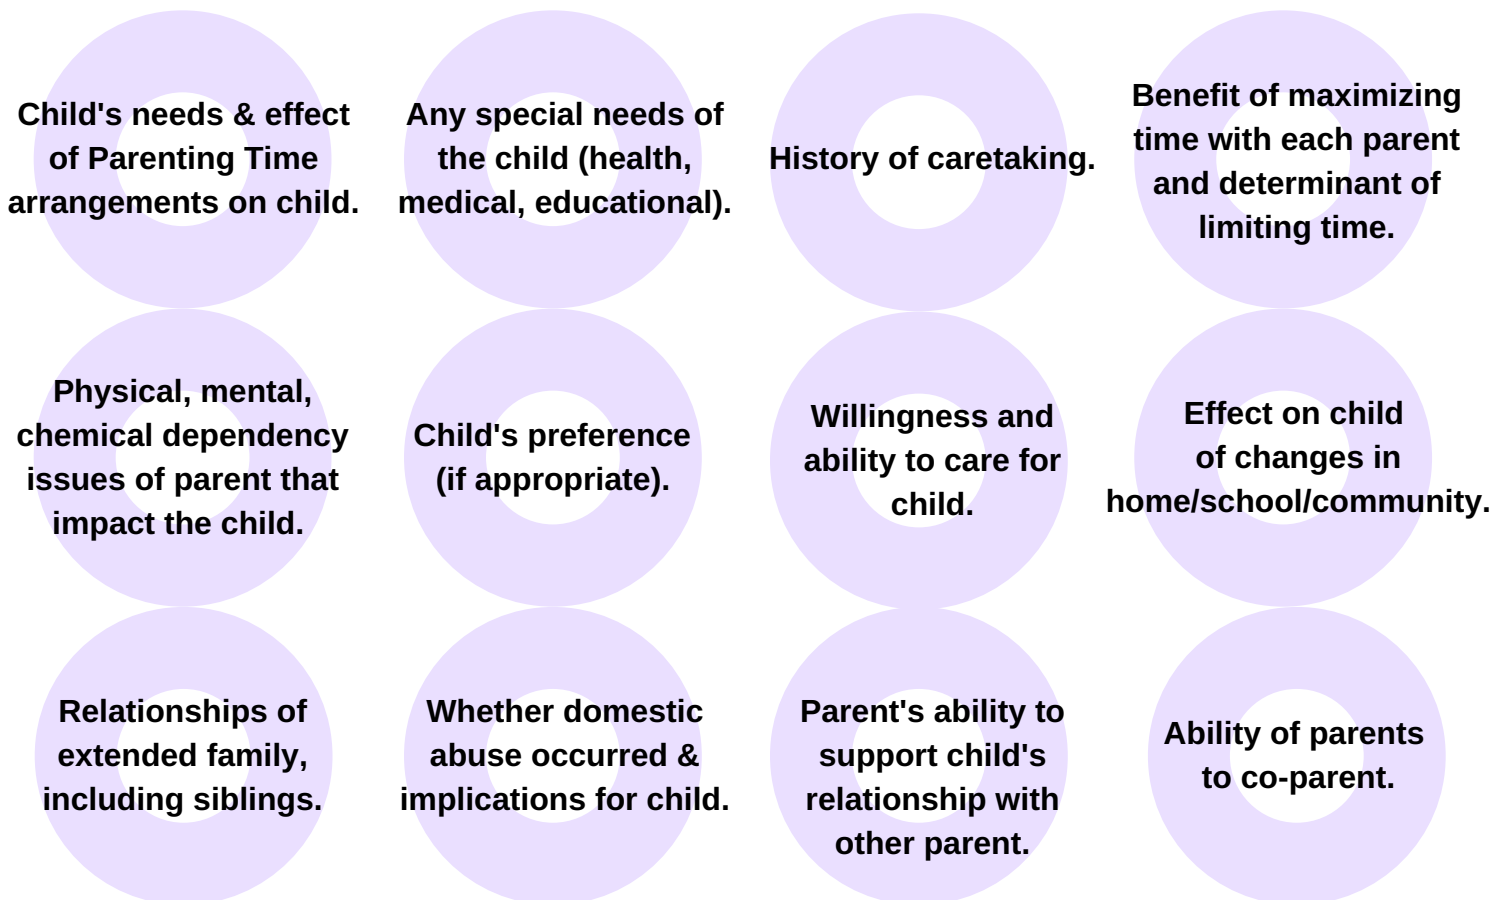 Child's needs & effect
of Parenting Time
arrangements on child.
Any special needs of
the child (health,
medical, educational).
History of caretaking.
Benefit of maximizing
time with each parent
and determinant of
limiting time.
Physical, mental,
chemical dependency
issues of parent that
impact the child.
Child's preference
(if appropriate).
Willingness and
ability to care for
child.
Effect on child
of changes in
home/school/community.
Relationships of
extended family,
including siblings.
Whether domestic
abuse occurred &
implications for child.
Parent's ability to
support child's
relationship with
other parent.
Ability of parents
to co-parent.